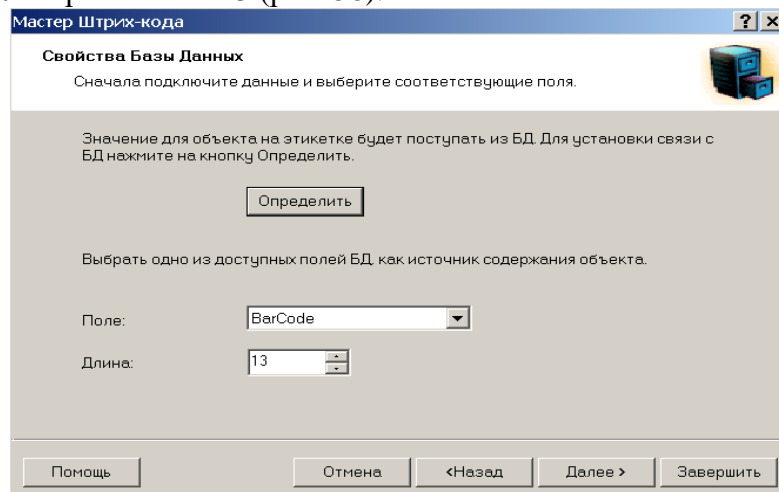 Мастер Штрих-кода
Свойства Базы Данных
Сначала подключите данные и выберите соответствующие поля.
Значение для объекта на этикетке будет поступать из БД. Для установки связи с
БД нажмите на кнопку Определить.
Определить
Выбрать одно из доступных полей БД, как источник содержания объекта.
Поле: BarCode
Длина: 13
Помощь Отмена <Назад Далее > Завершить